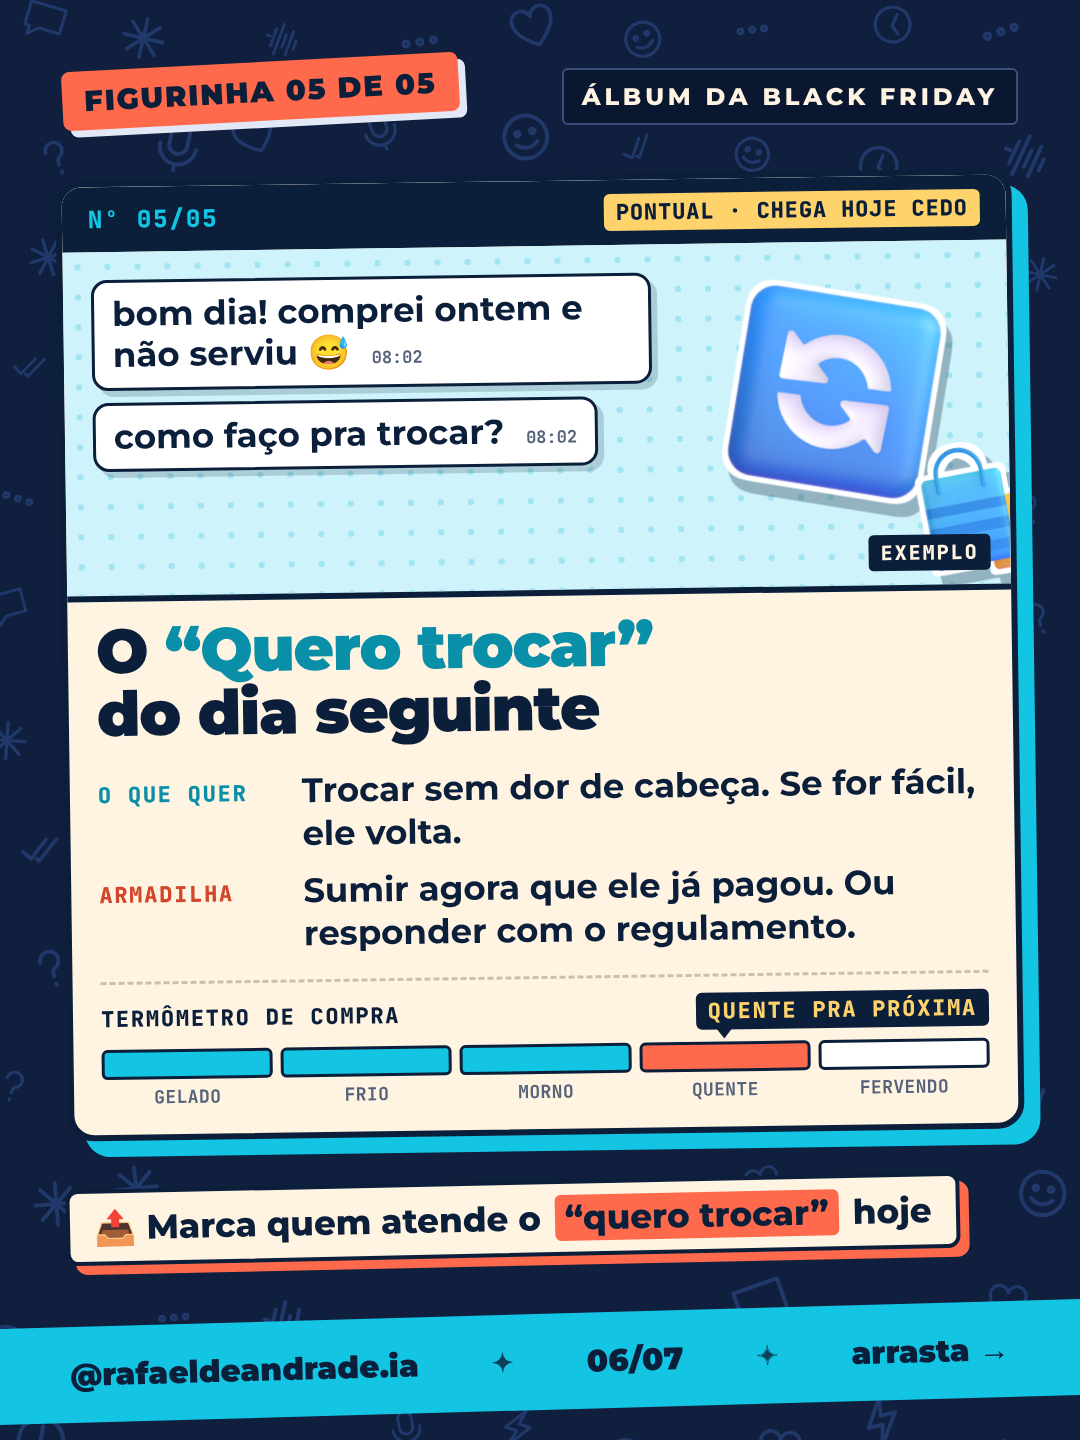 FIGURINHA 05 DE 05
ÁLBUM DA BLACK FRIDAY
N° 05/05
PONTUAL · CHEGA HOJE CEDO
bom dia! comprei ontem e
não serviu 😅 08:02
como faço pra trocar? 08:02
EXEMPLO
O “Quero trocar”
do dia seguinte
O QUE QUER
Trocar sem dor de cabeça. Se for fácil,
ele volta.
ARMADILHA
Sumir agora que ele já pagou. Ou
responder com o regulamento.
TERMÔMETRO DE COMPRA
QUENTE PRA PRÓXIMA
GELADO
FRIO
MORNO
QUENTE
FERVENDO
📤 Marca quem atende o “quero trocar” hoje
@rafaeldeandrade.ia ✦ 06/07 ✦ arrasta →